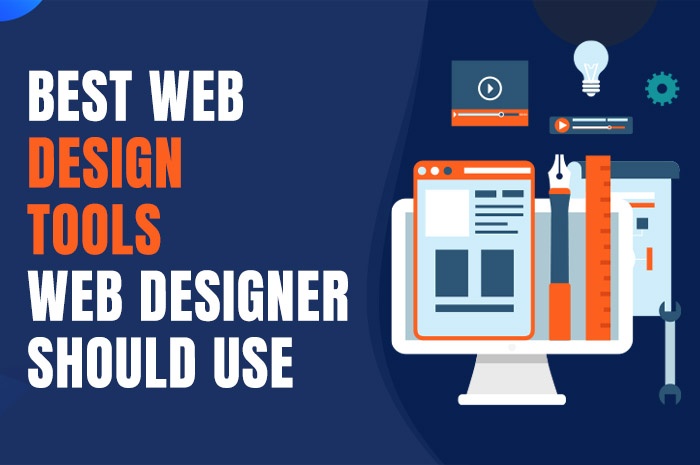 BEST WEB
DESIGN
TOOLS
WEB DESIGNER
SHOULD USE